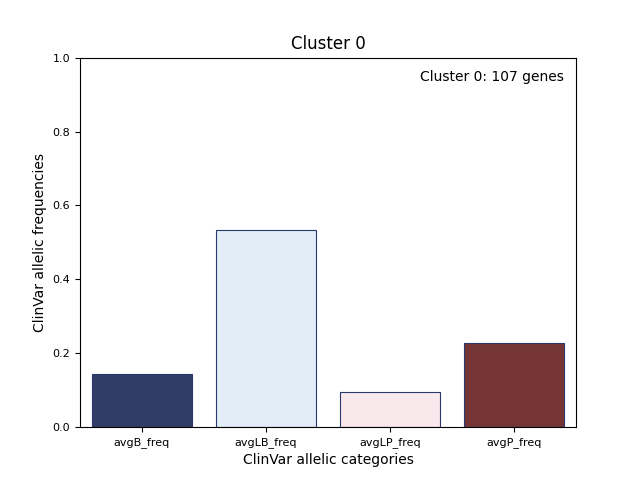 Cluster 0
Cluster 0: 107 genes
ClinVar allelic frequencies
1.0
0.8
0.6
0.4
0.2
0.0
avgB_freq avgLB_freq avgLP_freq avgP_freq
ClinVar allelic categories